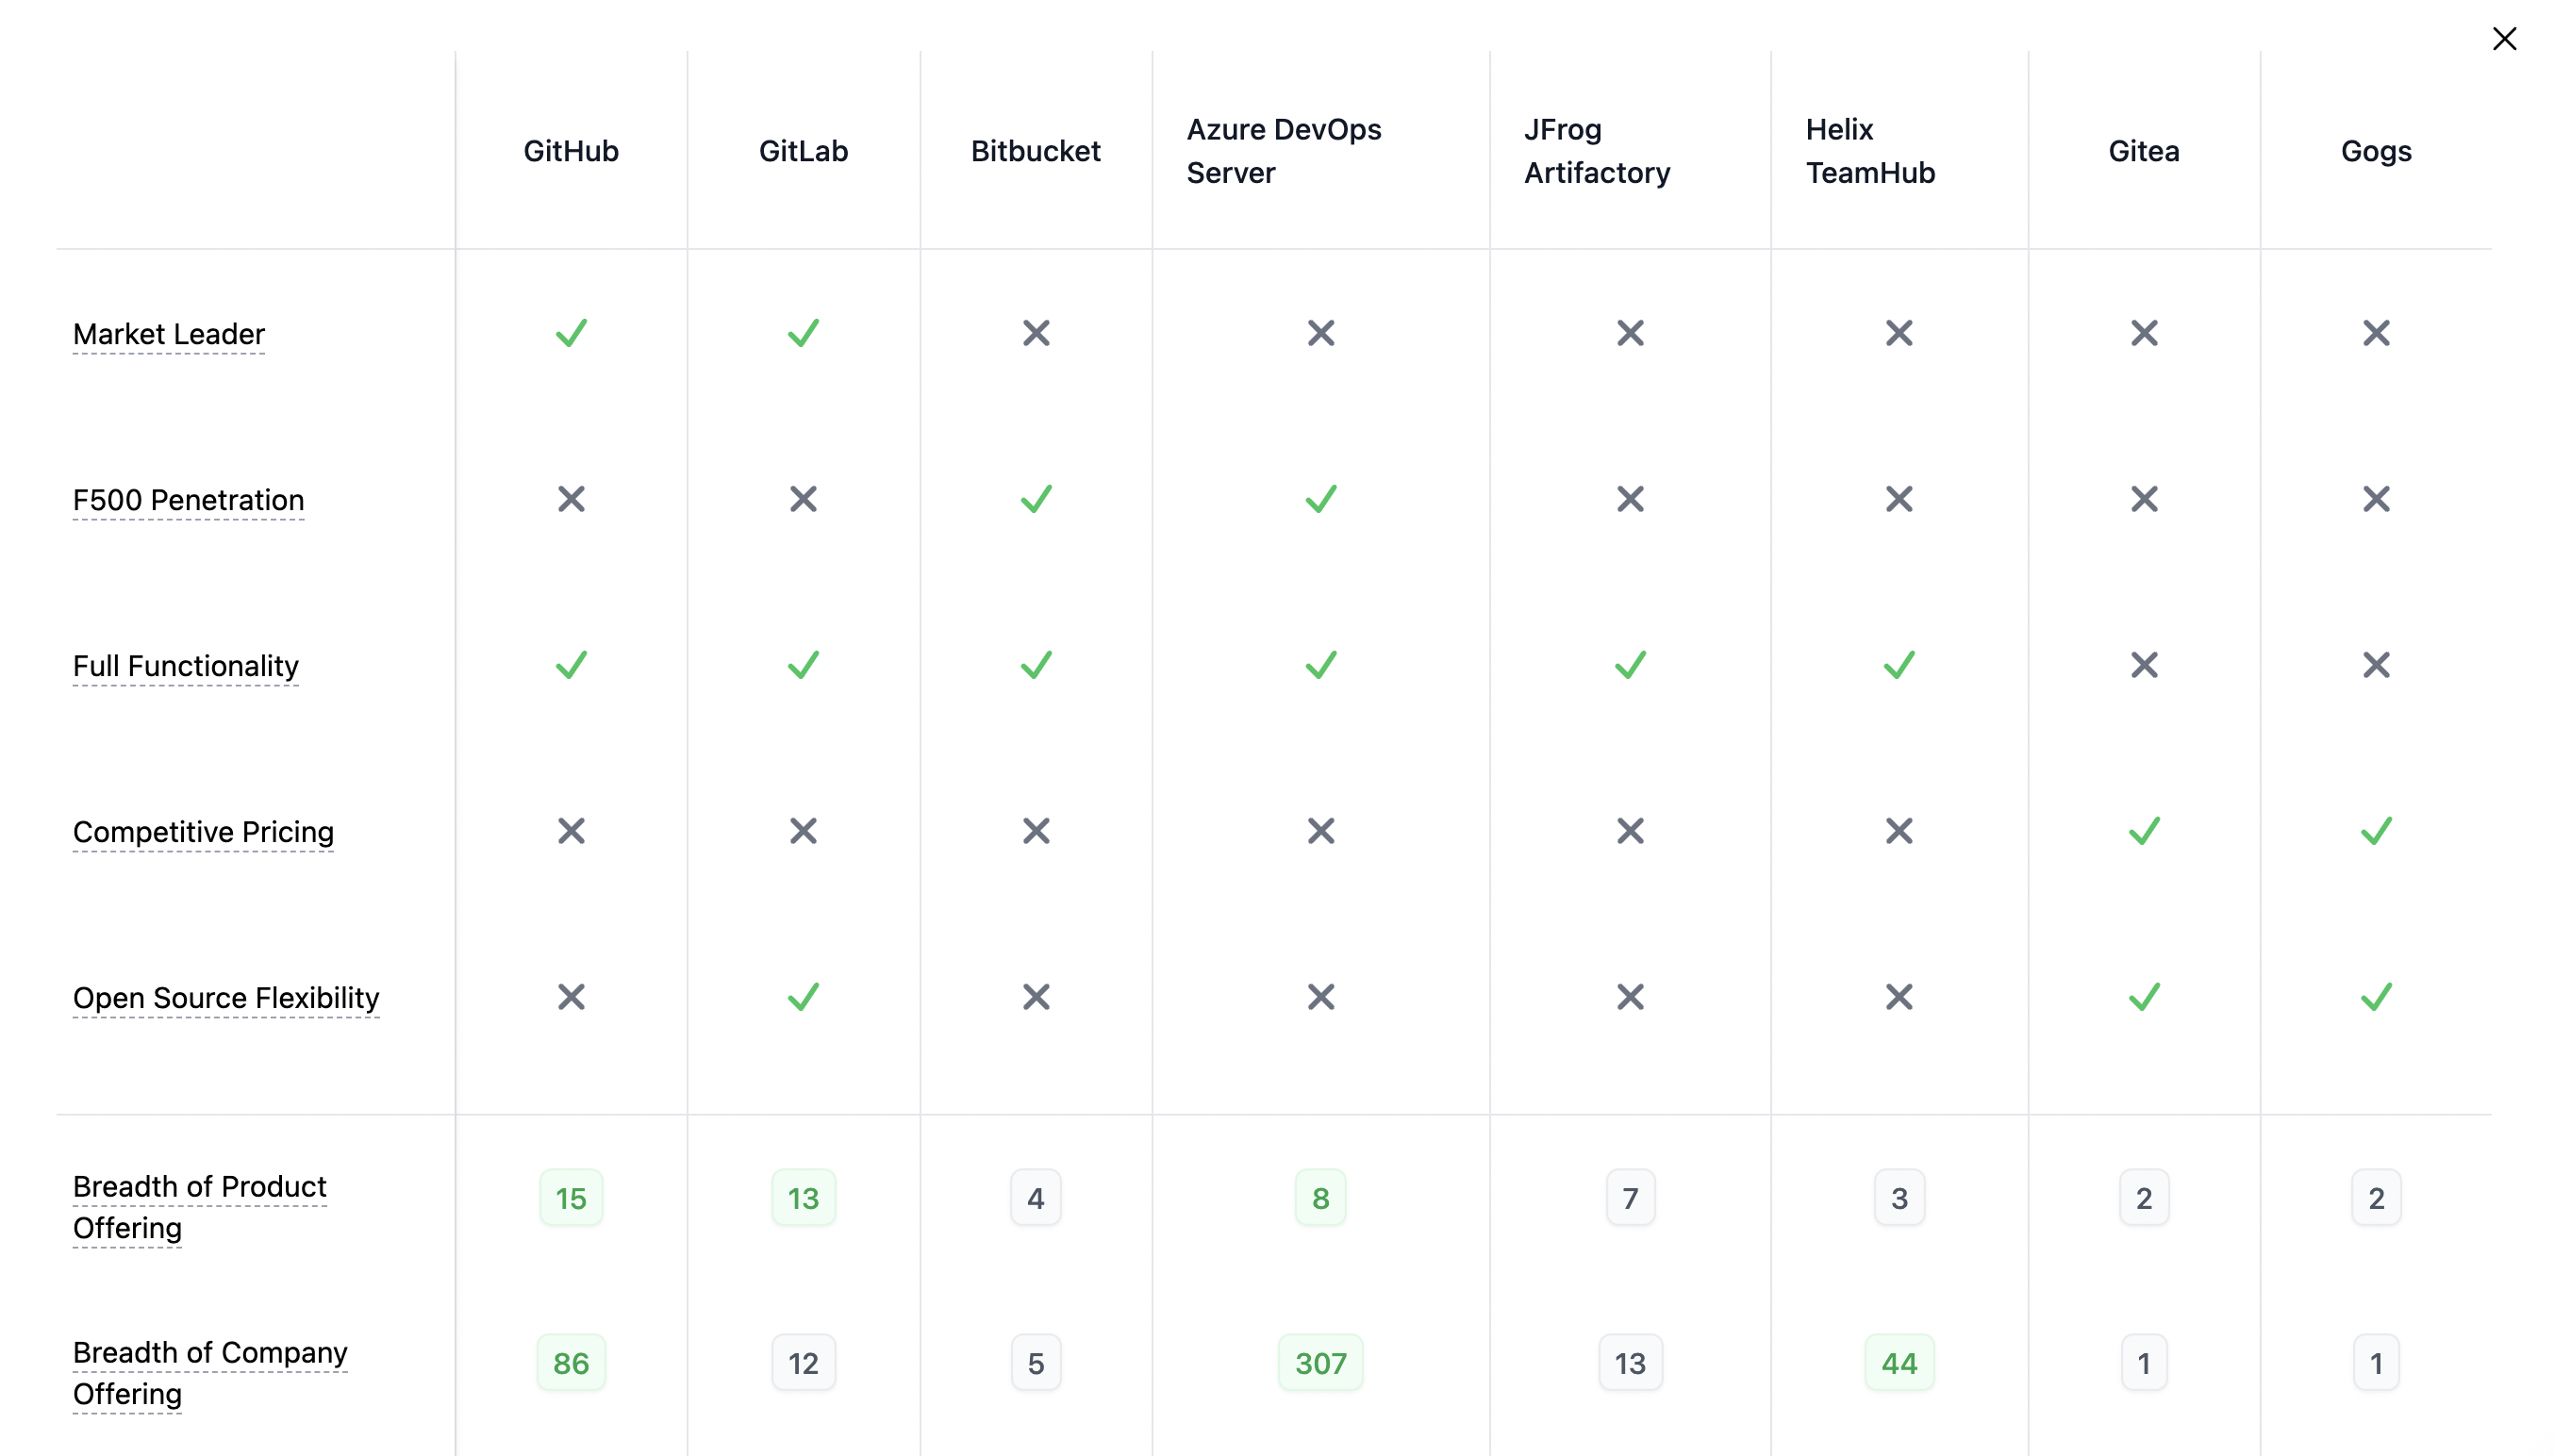 GitHub GitLab Bitbucket Azure DevOps Server JFrog Artifactory Helix TeamHub Gitea Gogs
Market Leader
F500 Penetration
Full Functionality
Competitive Pricing
Open Source Flexibility
Breadth of Product Offering 15 13 4 8 7 3 2 2
Breadth of Company Offering 86 12 5 307 13 44 1 1